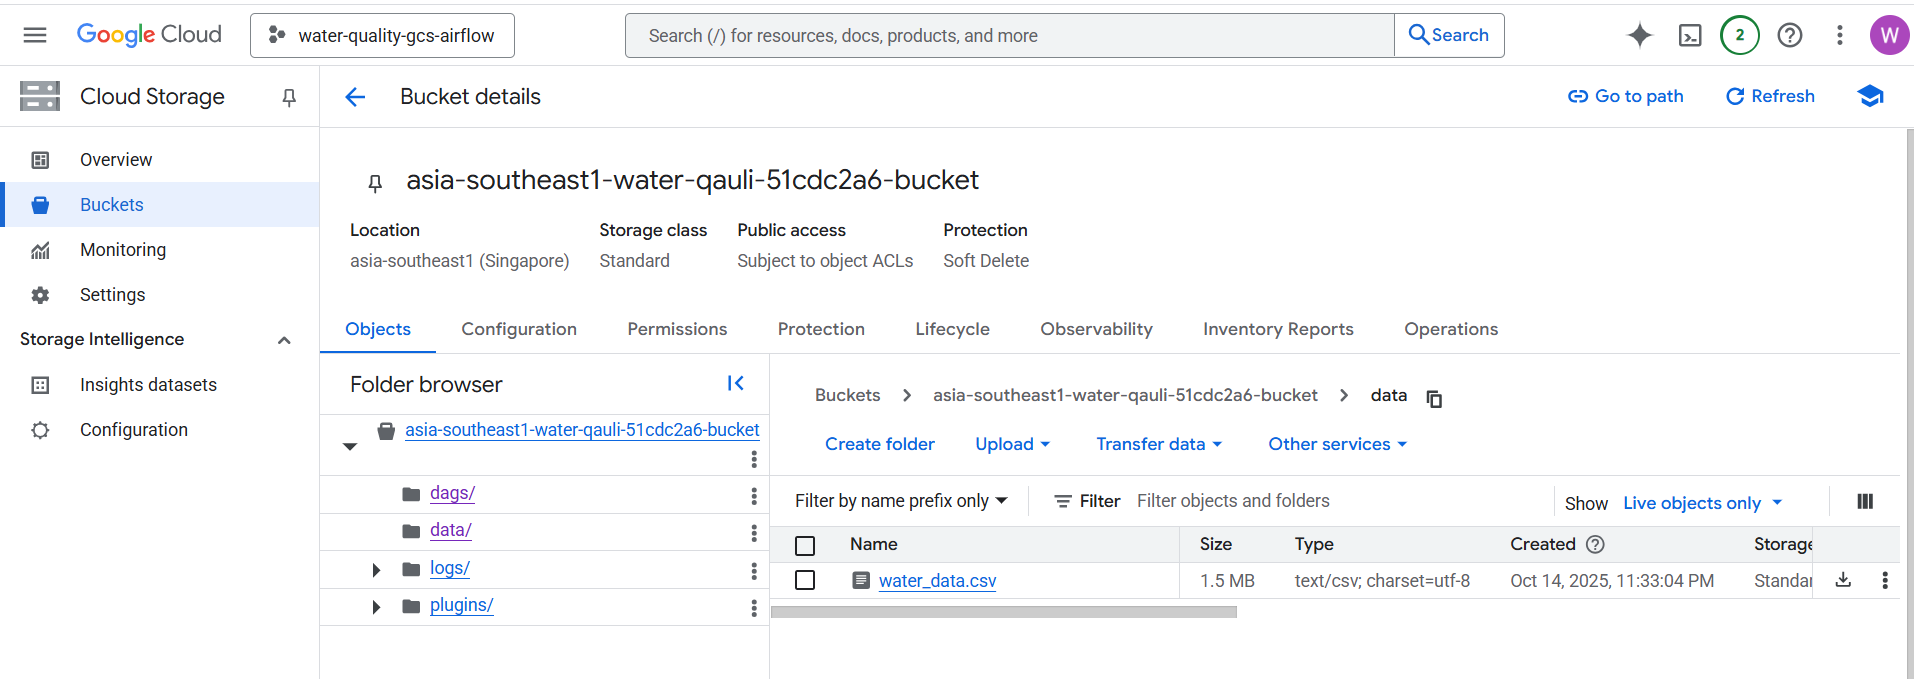 Google Cloud
water-quality-gcs-airflow
Search (/) for resources, docs, products, and more
Search
2
W
Cloud Storage
Overview
Buckets
Monitoring
Settings
Storage Intelligence
Insights datasets
Configuration
Bucket details
Go to path
Refresh
asia-southeast1-water-qauli-51cdc2a6-bucket
Location Storage class Public access Protection
asia-southeast1 (Singapore) Standard Subject to object ACLs Soft Delete
Objects Configuration Permissions Protection Lifecycle Observability Inventory Reports Operations
Folder browser
asia-southeast1-water-qauli-51cdc2a6-bucket
dags/
data/
logs/
plugins/
Buckets > asia-southeast1-water-qauli-51cdc2a6-bucket > data
Create folder Upload Transfer data Other services
Filter by name prefix only Filter Filter objects and folders Show Live objects only
Name Size Type Created Storage
water_data.csv 1.5 MB text/csv; charset=utf-8 Oct 14, 2025, 11:33:04 PM Standar